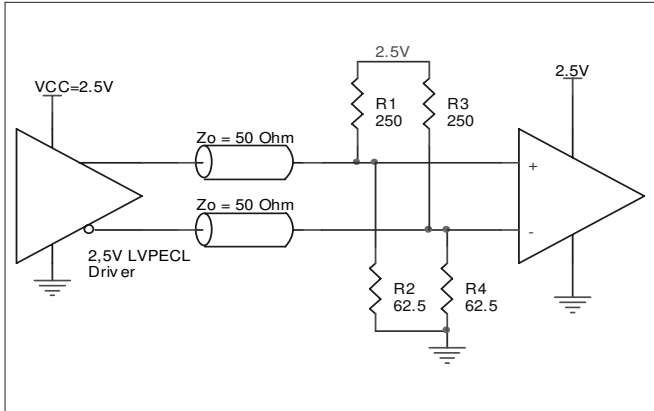 2.5V
VCC=2.5V
2.5V
R1
250
R3
250
Zo = 50 Ohm
+
Zo = 50 Ohm
-
2,5V LVPECL
Driver
R2
62.5
R4
62.5